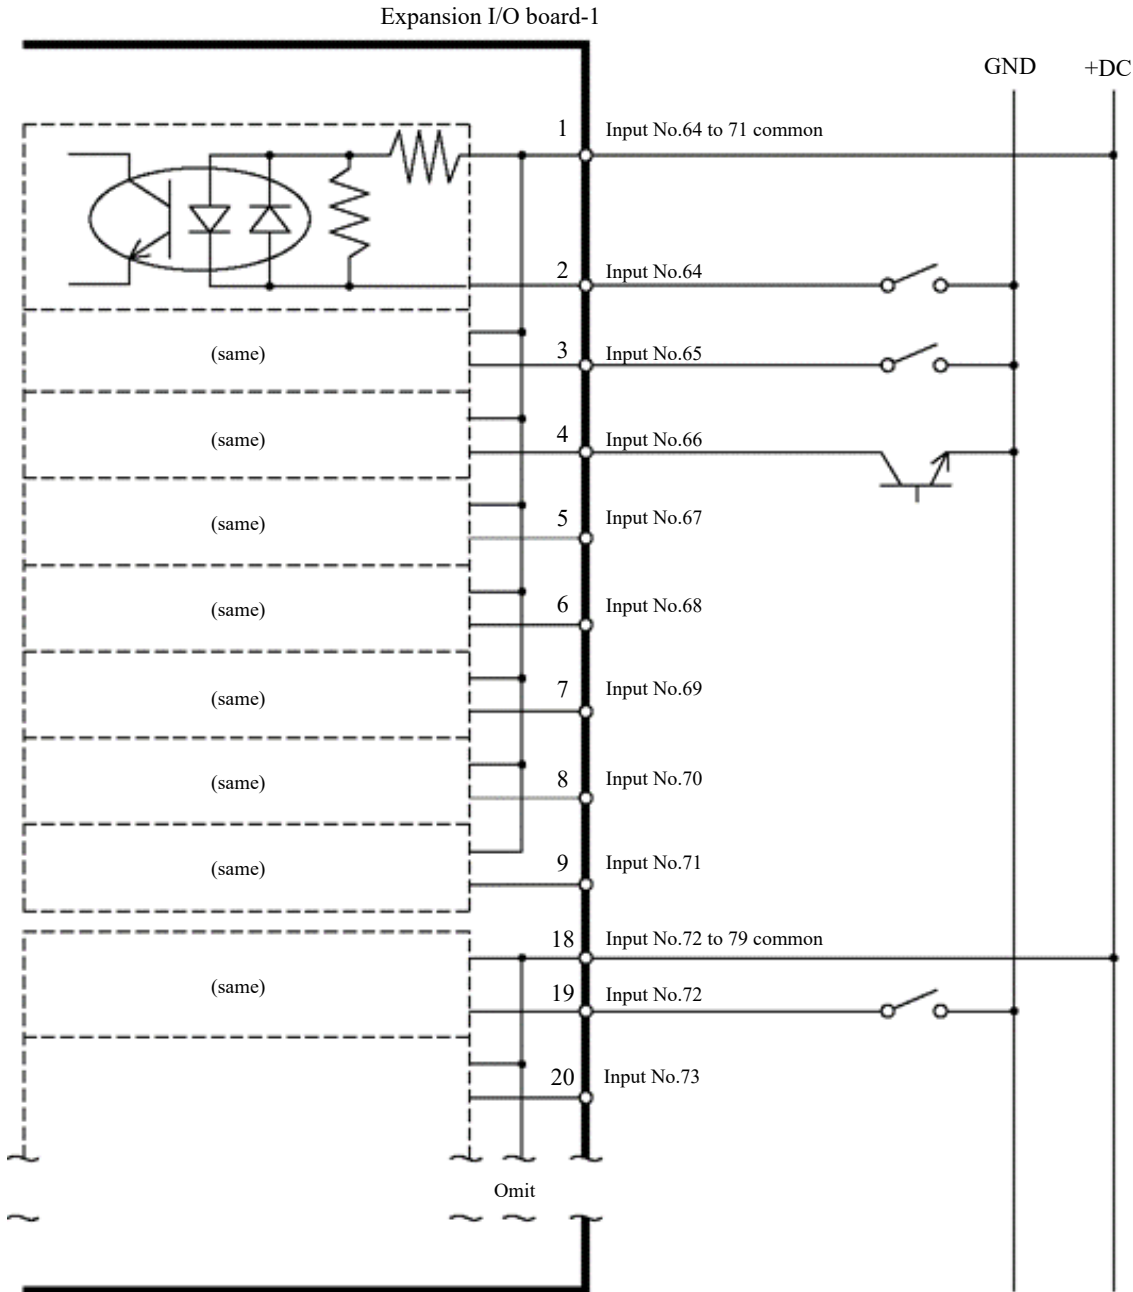 Expansion I/O board-1
GND +DC
1 Input No.64 to 71 common
2 Input No.64
3 Input No.65
(same)
4 Input No.66
(same)
5 Input No.67
(same)
6 Input No.68
(same)
7 Input No.69
(same)
8 Input No.70
(same)
9 Input No.71
(same)
18 Input No.72 to 79 common
(same)
19 Input No.72
20 Input No.73
Omit